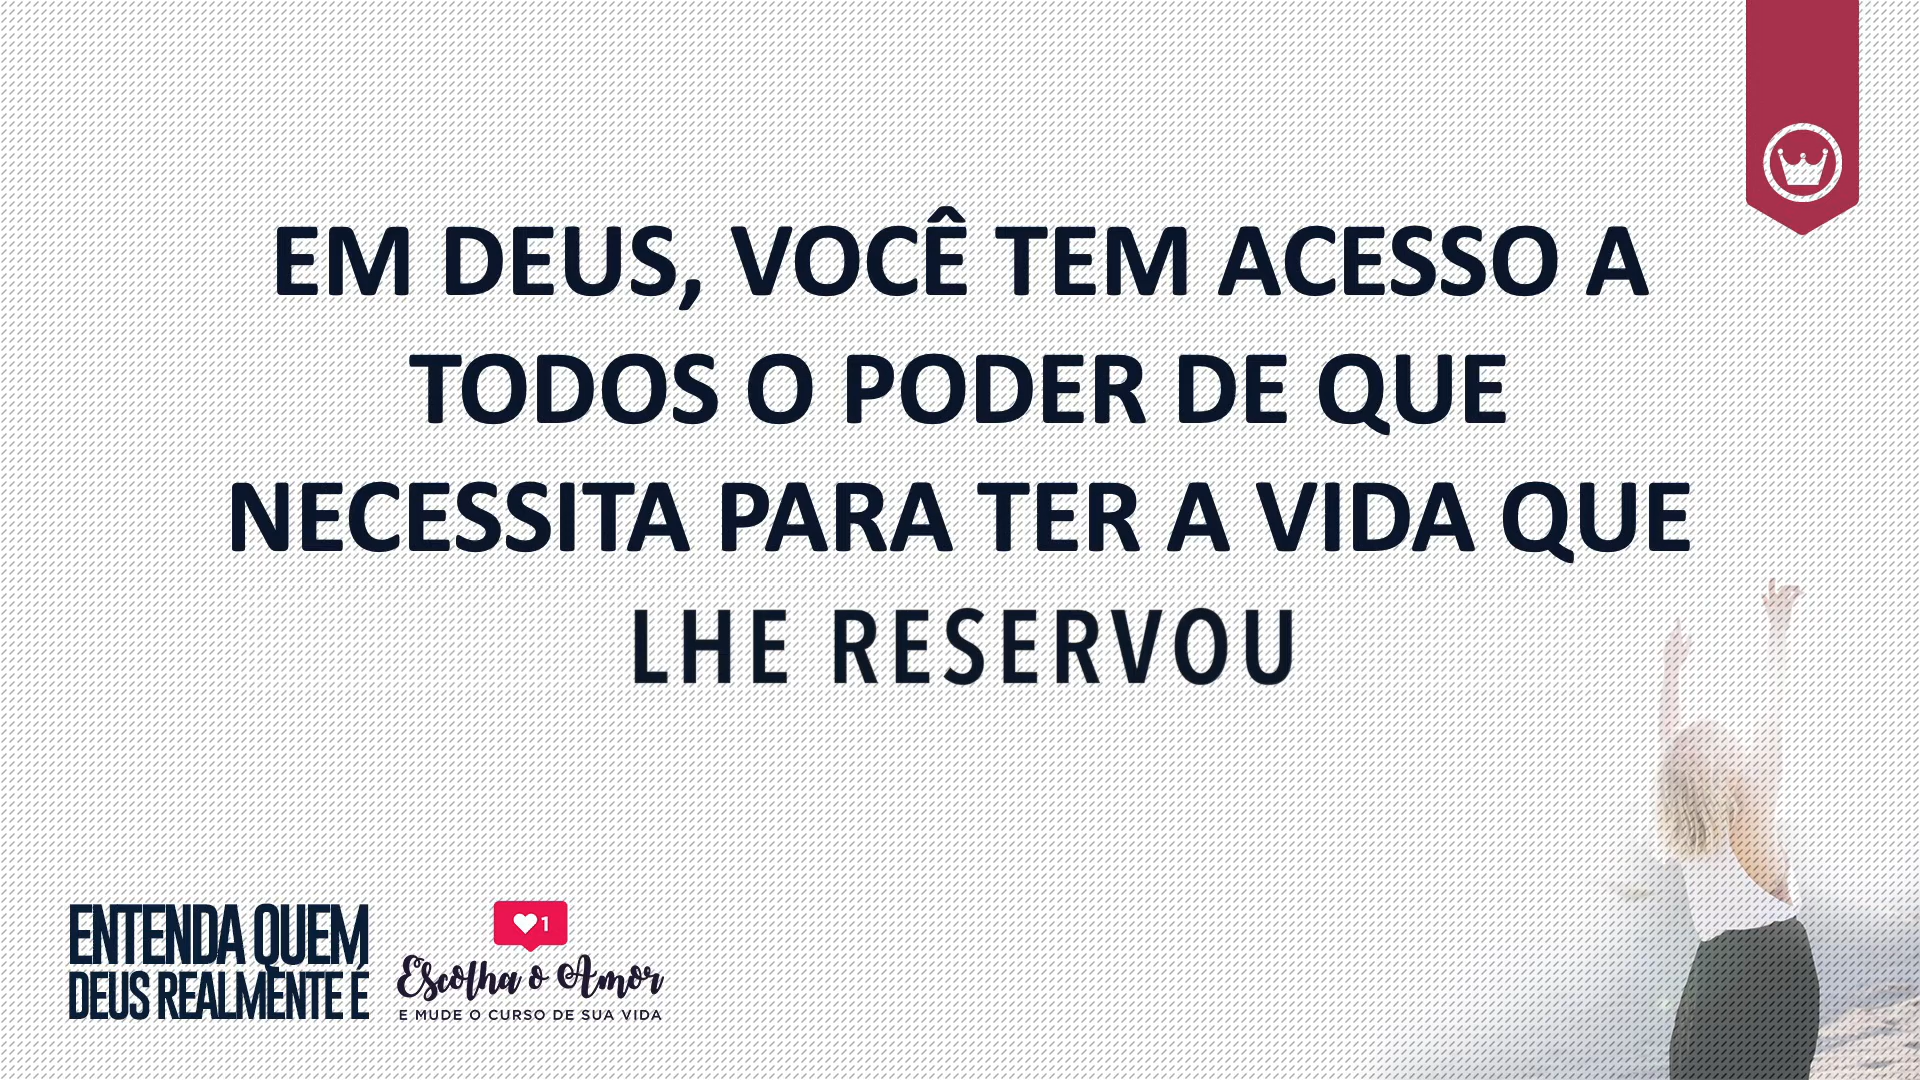 EM DEUS, VOCÊ TEM ACESSO A
TODOS O PODER DE QUE
NECESSITA PARA TER A VIDA QUE
LHE RESERVOU
ENTENDA QUEM
DEUS REALMENTE É
1
Escolha o Amor
E MUDE O CURSO DE SUA VIDA